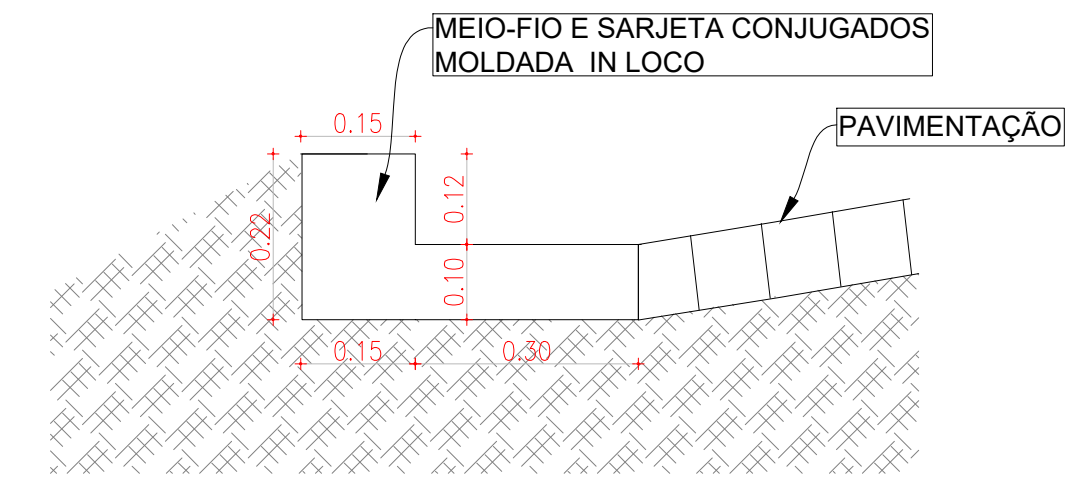 MEIO-FIO E SARJETA CONJUGADOS
MOLDADA IN LOCO
PAVIMENTAÇÃO
0.15
0.12
0.22
0.10
0.15
0.30